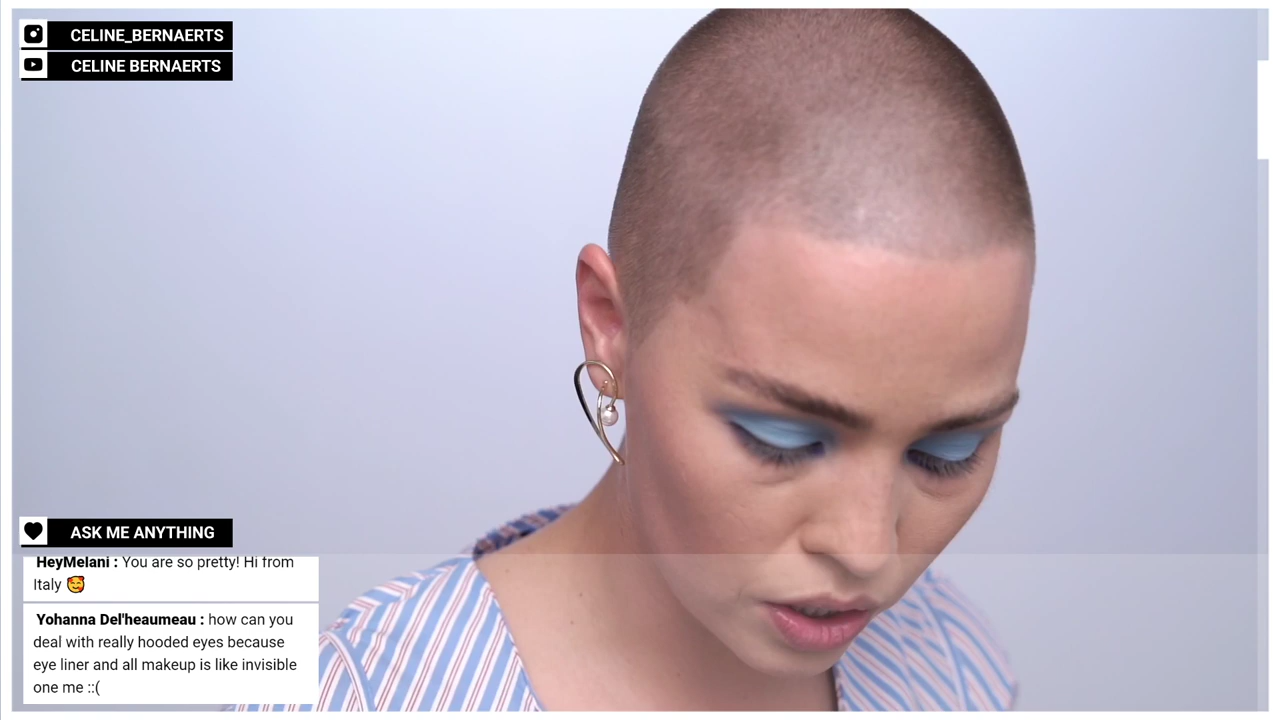 CELINE_BERNAERTS
CELINE BERNAERTS
ASK ME ANYTHING
HeyMelani : You are so pretty! Hi from
Italy 🥰
Yohanna Del'heaumeau : how can you
deal with really hooded eyes because
eye liner and all makeup is like invisible
one me ::(